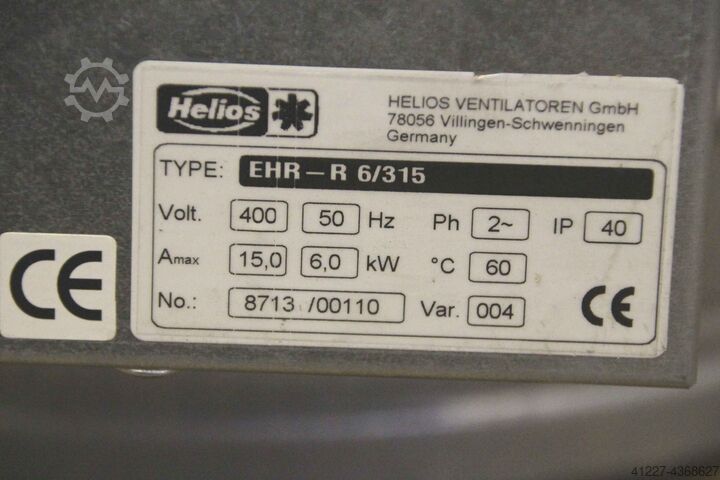 Helios
HELIOS VENTILATOREN GmbH
78056 Villingen-Schwenningen
Germany
TYPE: EHR – R 6/315
Volt. 400 50 Hz Ph 2~ IP 40
Amax 15,0 6,0 kW °C 60
No.: 8713 /00110 Var. 004 CE
CE
41227-4368627